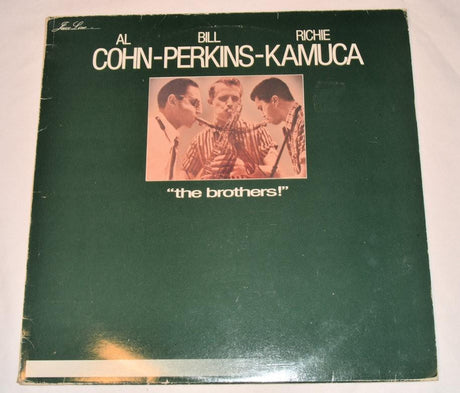 Jazz Line
AL BILL RICHIE
COHN-PERKINS-KAMUCA
"the brothers!"